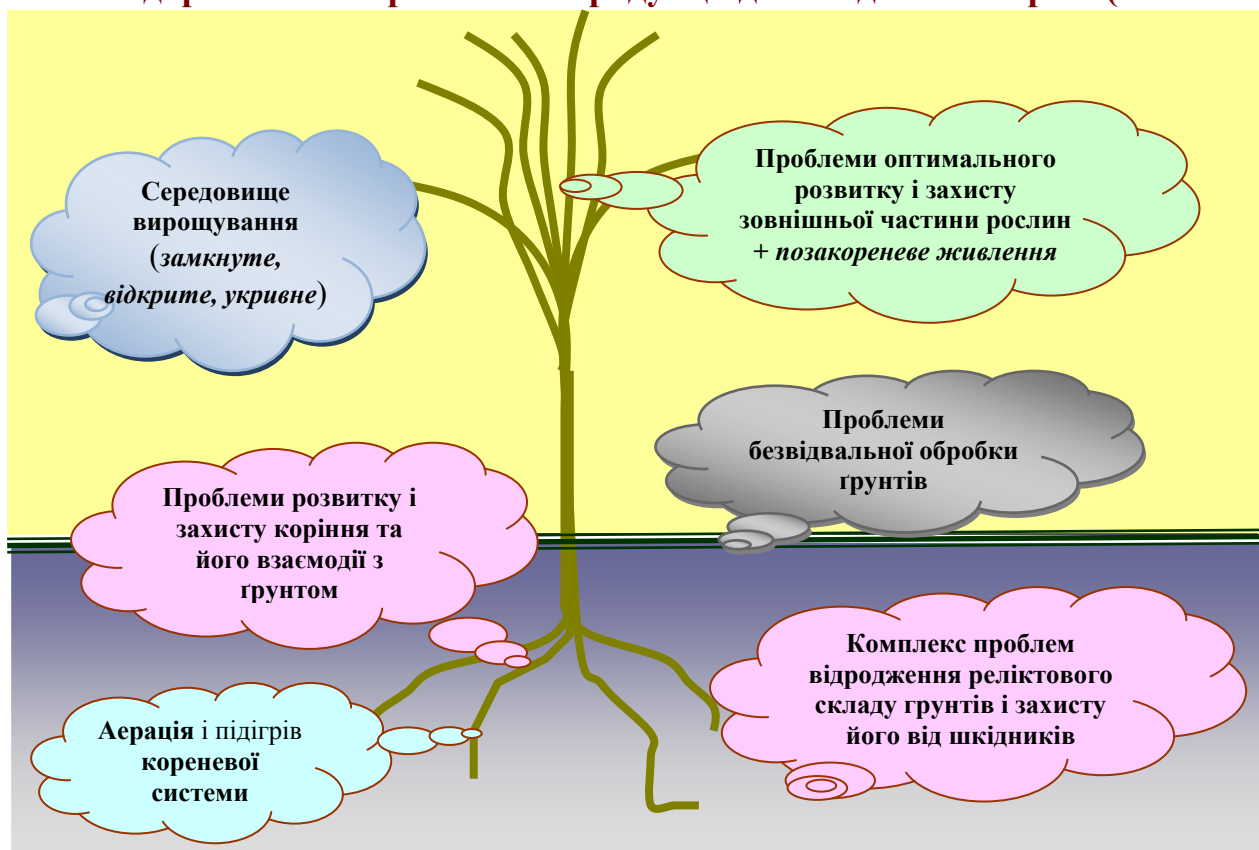 Середовище
вирощування
(замкнуте,
відкрите, укривне)
Проблеми оптимального
розвитку і захисту
зовнішньої частини рослин
+ позакореневе живлення
Проблеми
безвідвальної обробки
ґрунтів
Проблеми розвитку і
захисту коріння та
його взаємодії з
ґрунтом
Комплекс проблем
відродження реліктового
складу грунтів і захисту
його від шкідників
Аерація і підігрів
кореневої
системи